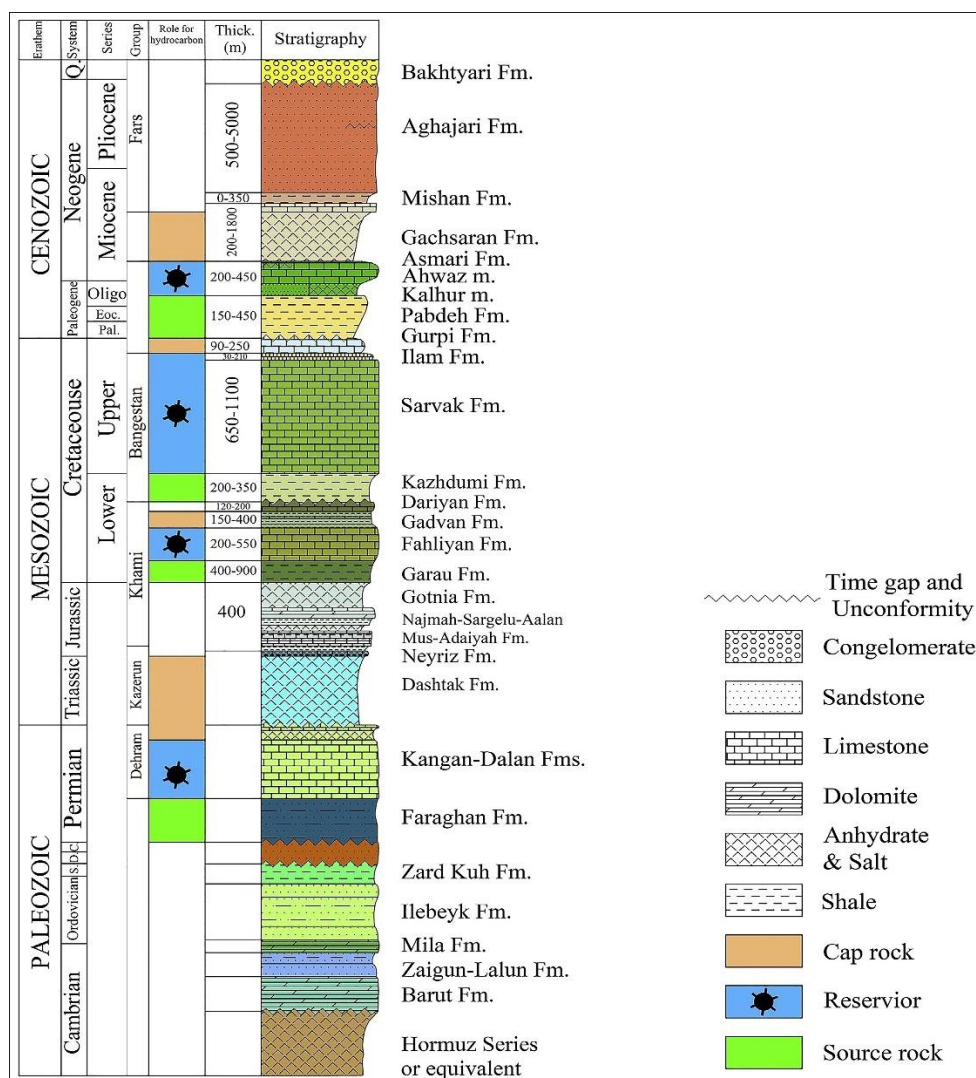 Erathem
System
Series
Group
Role for
hydrocarbon
Thick.
(m)
Stratigraphy
CENOZOIC
MESOZOIC
PALEOZOIC
Q.
Neogene
Paleogene
Cretaceouse
Jurassic
Triassic
Permian
S.D.C.
Ordovician
Cambrian
Pliocene
Miocene
Oligo
Eoc.
Pal.
Upper
Lower
Fars
Bangestan
Khami
Kazerun
Dehram
500-5000
0-350
200-1800
200-450
150-450
90-250
30-210
650-1100
200-350
120-200
150-400
200-550
400-900
400
Bakhtyari Fm.
Aghajari Fm.
Mishan Fm.
Gachsaran Fm.
Asmari Fm.
Ahwaz m.
Kalhur m.
Pabdeh Fm.
Gurpi Fm.
Ilam Fm.
Sarvak Fm.
Kazhdumi Fm.
Dariyan Fm.
Gadvan Fm.
Fahliyan Fm.
Garau Fm.
Gotnia Fm.
Najmah-Sargelu-Aalan
Mus-Adaiyah Fm.
Neyriz Fm.
Dashtak Fm.
Kangan-Dalan Fms.
Faraghan Fm.
Zard Kuh Fm.
Ilebeyk Fm.
Mila Fm.
Zaigun-Lalun Fm.
Barut Fm.
Hormuz Series
or equivalent
Time gap and
Unconformity
Congelomerate
Sandstone
Limestone
Dolomite
Anhydrate
& Salt
Shale
Cap rock
Reservior
Source rock